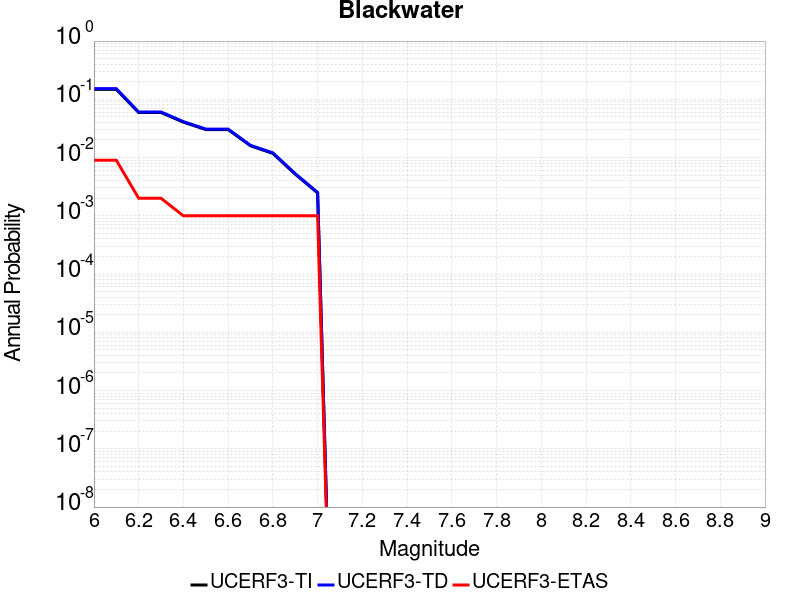 Blackwater
10 0
10 -1
10 -2
10 -3
10 -4
10 -5
10 -6
10 -7
10 -8
Annual Probability
6 6.2 6.4 6.6 6.8 7 7.2 7.4 7.6 7.8 8 8.2 8.4 8.6 8.8 9
Magnitude
UCERF3-TI UCERF3-TD UCERF3-ETAS